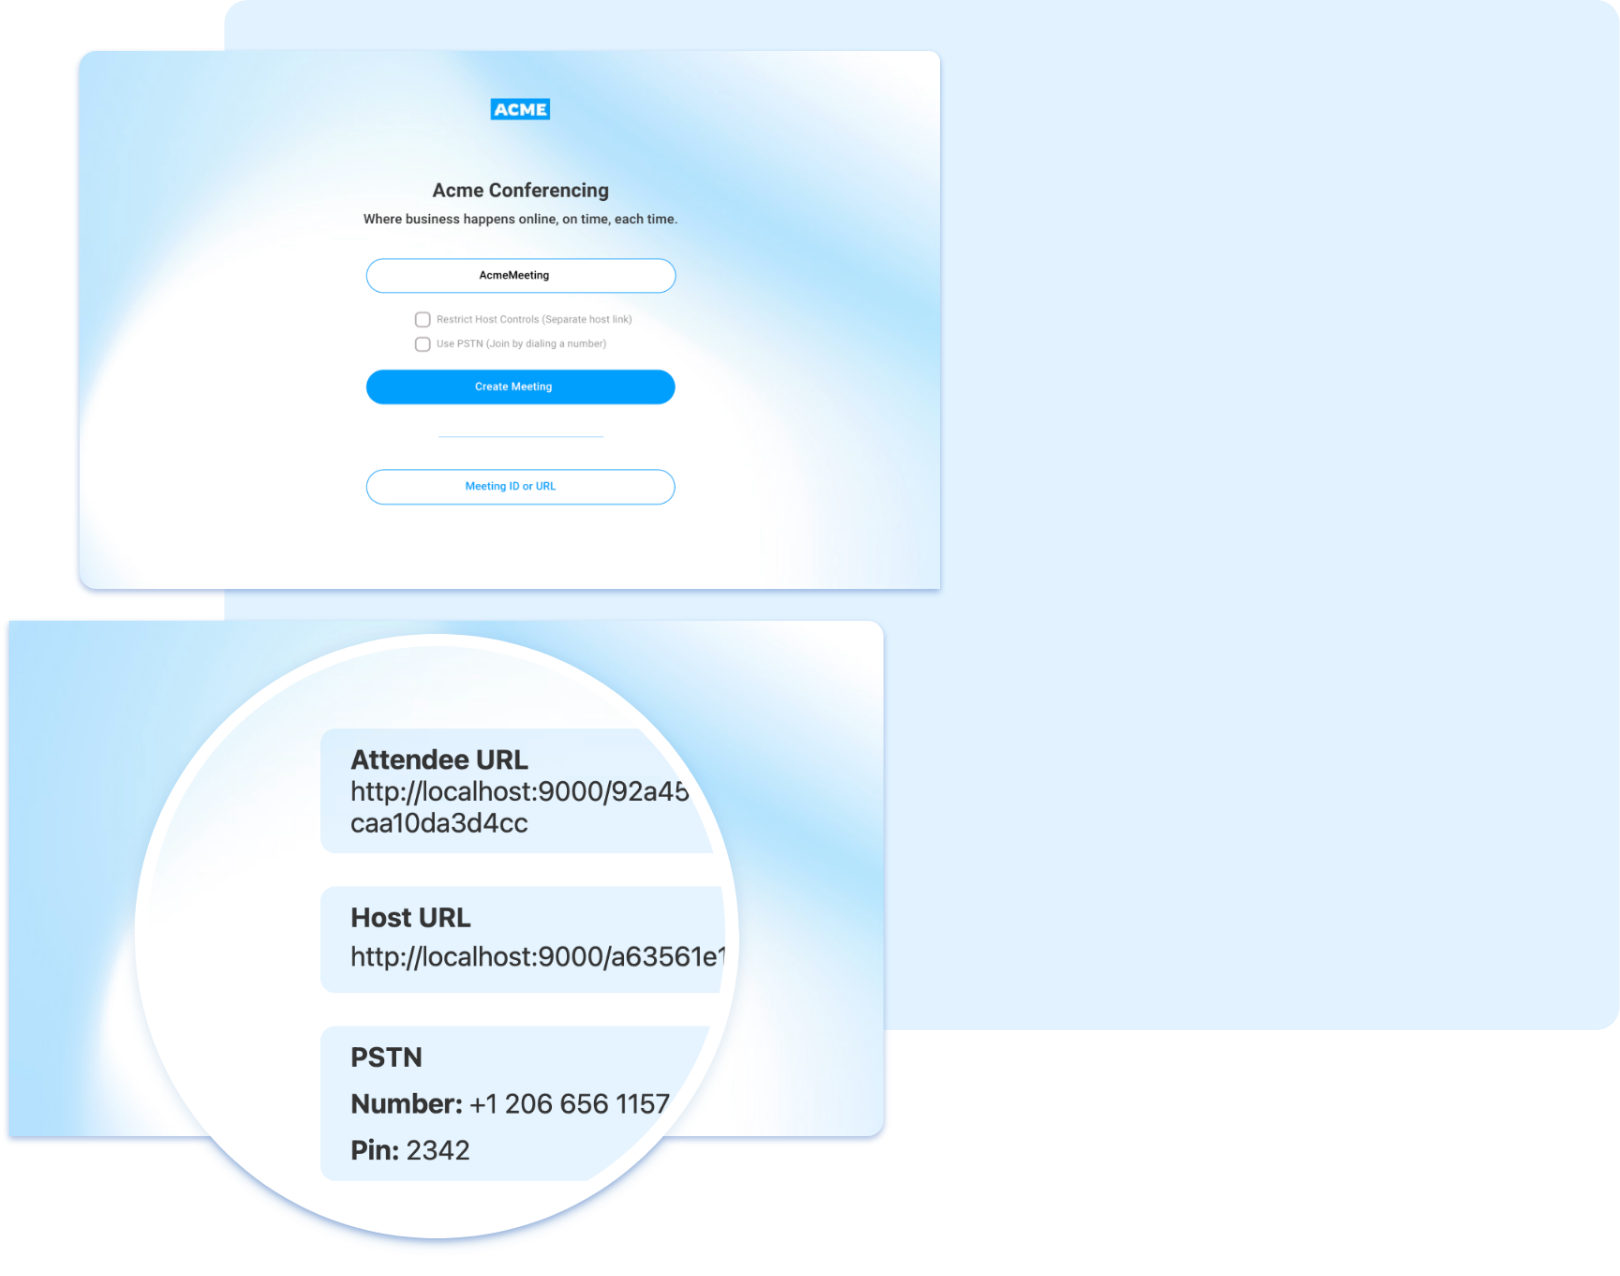 ACME
Acme Conferencing
Where business happens online, on time, each time.
AcmeMeeting
Restrict Host Controls (Separate host link)
Use PSTN (Join by dialing a number)
Create Meeting
Meeting ID or URL
Attendee URL
http://localhost:9000/92a45
caa10da3d4cc
Host URL
http://localhost:9000/a63561e1
PSTN
Number: +1 206 656 1157
Pin: 2342